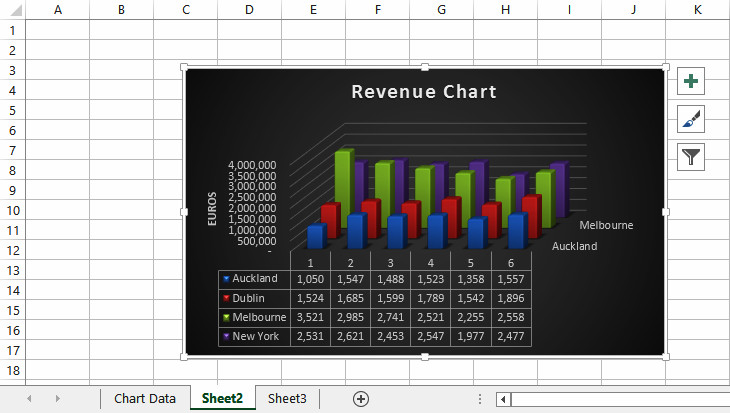 A B C D E F G H I J K
1
2
3
4
5
6
7
8
9
10
11
12
13
14
15
16
17
18
Revenue Chart
EUROS
4,000,000
3,500,000
3,000,000
2,500,000
2,000,000
1,500,000
1,000,000
500,000
-
Melbourne
Auckland
1 2 3 4 5 6
Auckland 1,050 1,547 1,488 1,523 1,358 1,557
Dublin 1,524 1,685 1,599 1,789 1,542 1,896
Melbourne 3,521 2,985 2,741 2,521 2,255 2,558
New York 2,531 2,621 2,453 2,547 1,977 2,477
Chart Data Sheet2 Sheet3